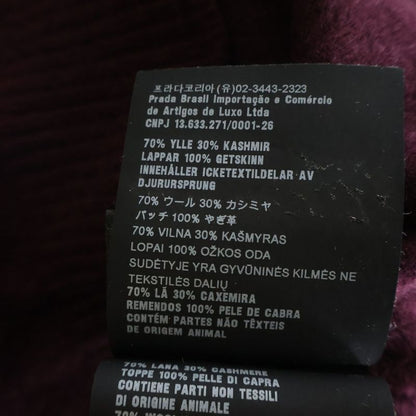 프라다코리아(유)02-3443-2323
Prada Brasil Importação e Comércio
de Artigos de Luxo Ltda
CNPJ 13.633.271/0001-26
70% YLLE 30% KASHMIR
LAPPAR 100% GETSKINN
INNEHÅLLER ICKETEXTILDELAR AV
DJURURSPRUNG
70% ウール 30% カシミヤ
パッチ 100% やぎ革
70% VILNA 30% KAŠMYRAS
LOPAI 100% OŽKOS ODA
SUDĖTYJE YRA GYVŪNINĖS KILMĖS NE
TEKSTILĖS DALIŲ
70% LÃ 30% CAXEMIRA
REMENDOS 100% PELE DE CABRA
CONTÉM PARTES NÃO TÊXTEIS
DE ORIGEM ANIMAL
70% LANA 30% CASHMERE
TOPPE 100% PELLE DI CAPRA
CONTIENE PARTI NON TESSILI
DI ORIGINE ANIMALE